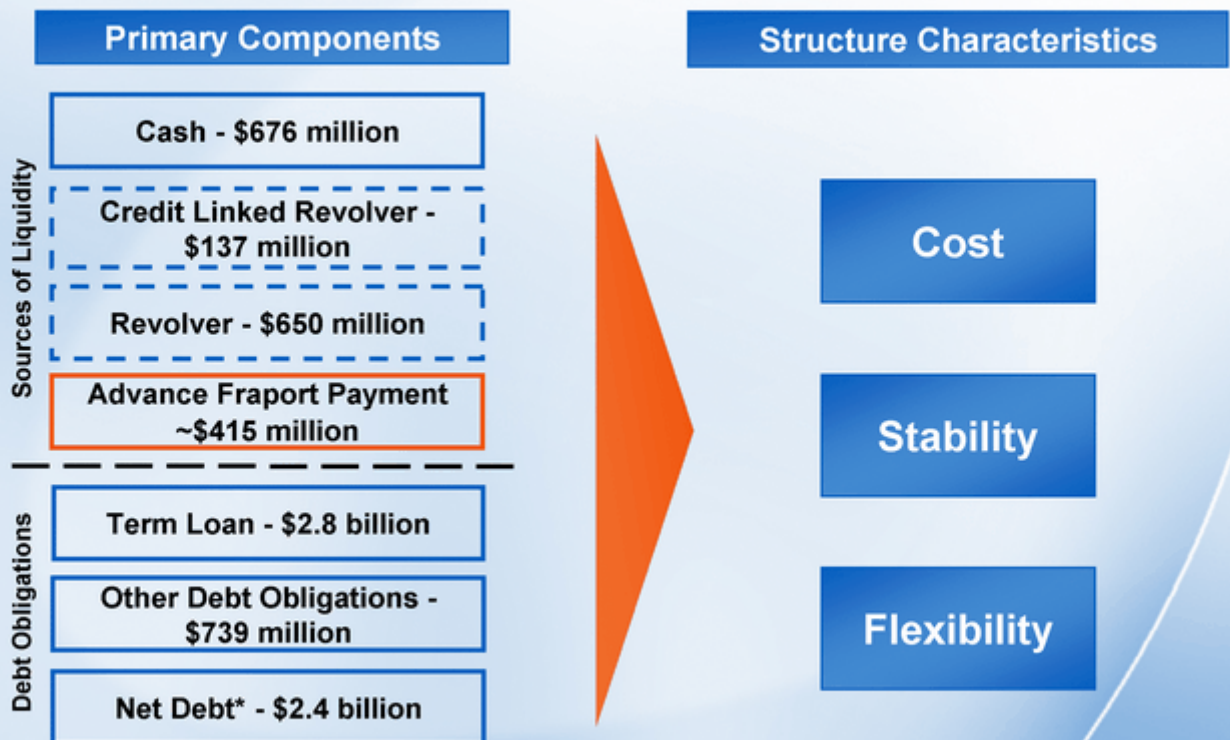 Primary Components
Structure Characteristics
Sources of Liquidity
Cash - $676 million
Credit Linked Revolver -
$137 million
Revolver - $650 million
Advance Fraport Payment
~$415 million
Debt Obligations
Term Loan - $2.8 billion
Other Debt Obligations -
$739 million
Net Debt* - $2.4 billion
Cost
Stability
Flexibility